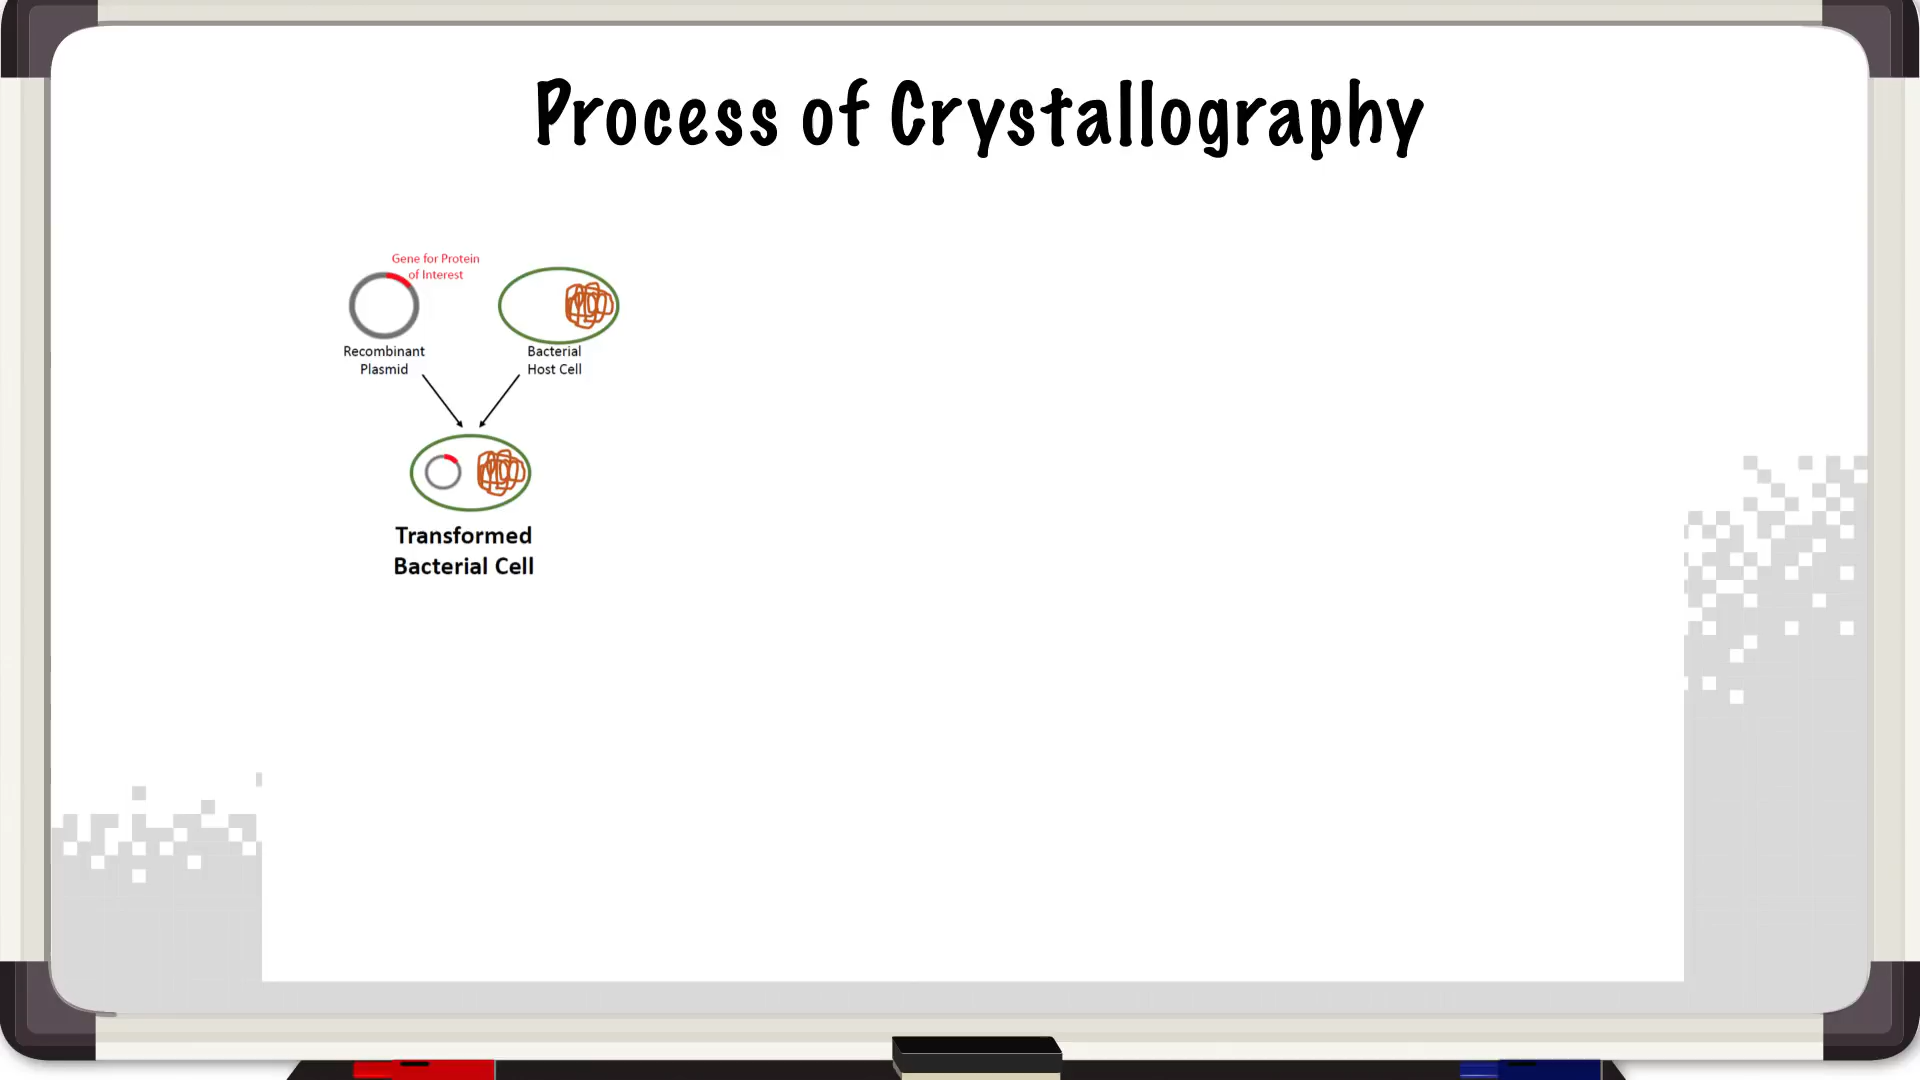 Process of Crystallography
Gene for Protein
of Interest
Recombinant
Plasmid
Bacterial
Host Cell
Transformed
Bacterial Cell